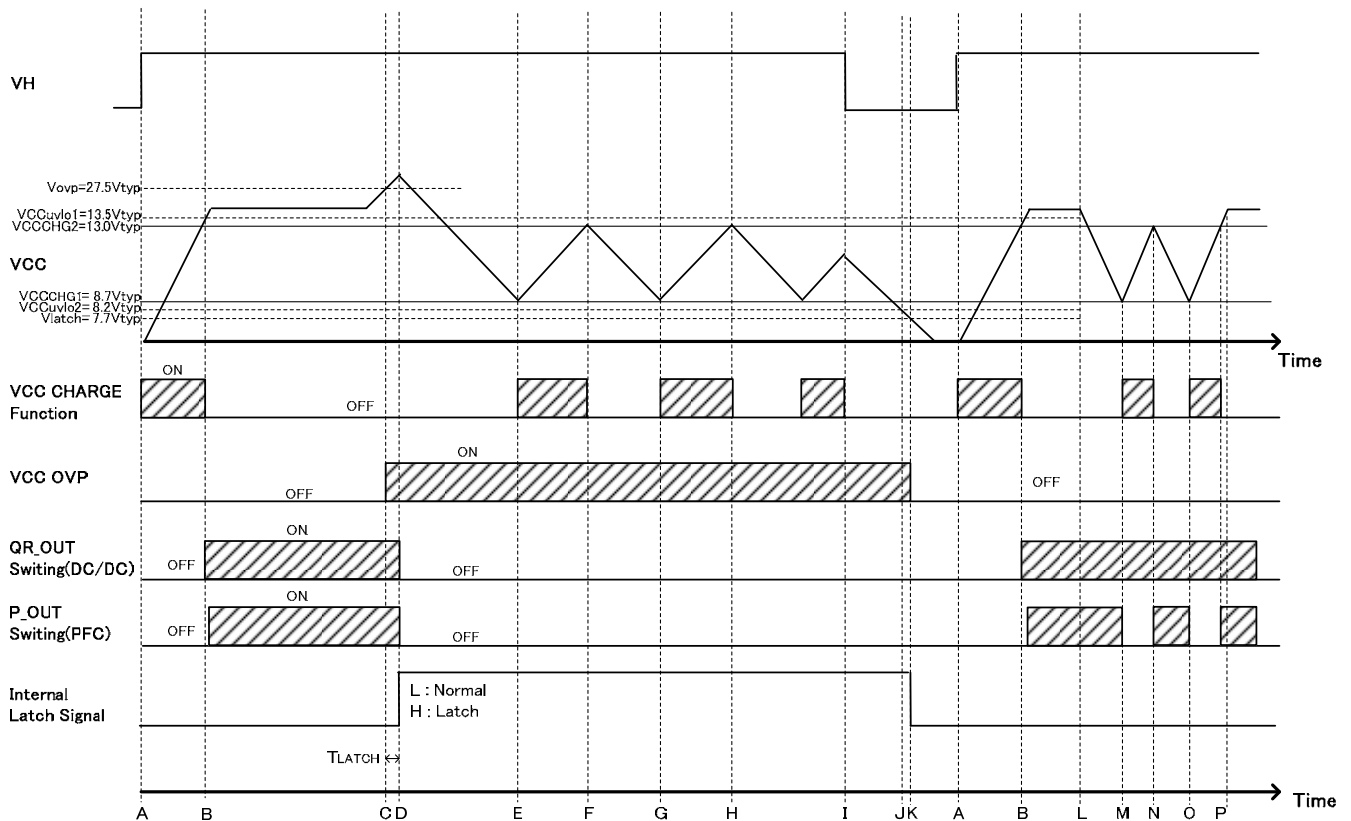 VH
Vovp=27.5Vtyp
VCCuvlo1=13.5Vtyp
VCCCHG2=13.0Vtyp
VCC
VCCCHG1= 8.7Vtyp
VCCuvlo2= 8.2Vtyp
Vlatch= 7.7Vtyp
Time
VCC CHARGE
Function
ON
OFF
VCC OVP
ON
OFF
OFF
QR_OUT
Switing(DC/DC)
OFF
ON
OFF
P_OUT
Switing(PFC)
OFF
ON
OFF
Internal
Latch Signal
L : Normal
H : Latch
TLATCH
Time
A B C D E F G H I J K A B L M N O P